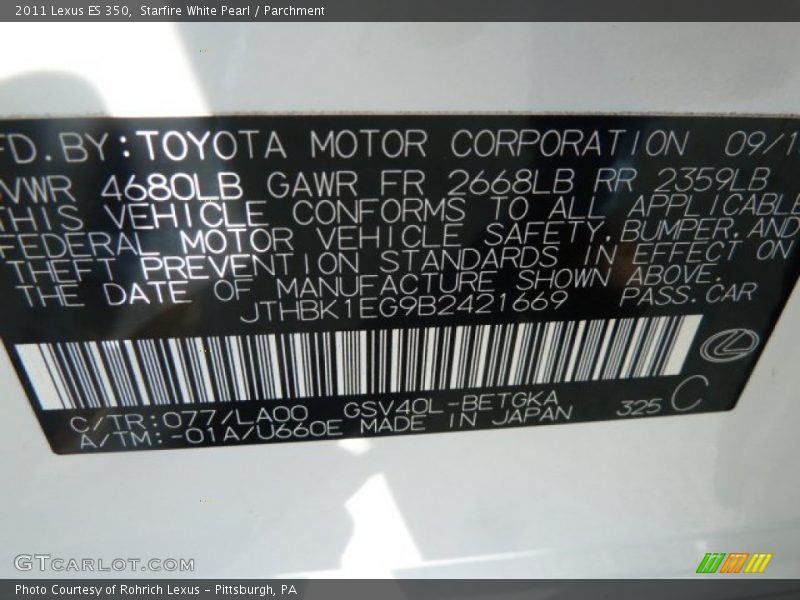 2011 Lexus ES 350, Starfire White Pearl / Parchment
FD. BY: TOYOTA MOTOR CORPORATION 09/1
VWR 4680LB GAWR FR 2668LB RR 2359LB
THIS VEHICLE CONFORMS TO ALL APPLICABLE
FEDERAL MOTOR VEHICLE SAFETY, BUMPER, AND
THEFT PREVENTION STANDARDS IN EFFECT ON
THE DATE OF MANUFACTURE SHOWN ABOVE.
JTHBK1EG9B2421669 PASS. CAR
C/TR: 077/LA00 GSV40L-BETGKA 325 C
A/TM: -01A/U660E MADE IN JAPAN
GTCARLOT.COM
Photo Courtesy of Rohrich Lexus - Pittsburgh, PA